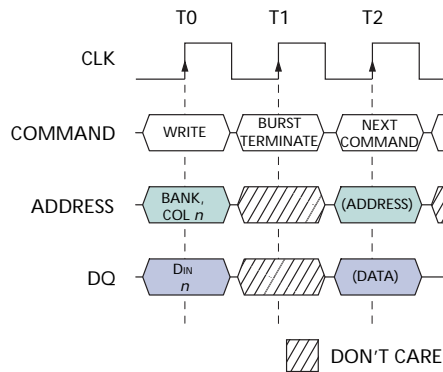 T0 T1 T2
CLK
COMMAND WRITE BURST TERMINATE NEXT COMMAND
ADDRESS BANK, COL n (ADDRESS)
DQ DIN n (DATA)
DON'T CARE